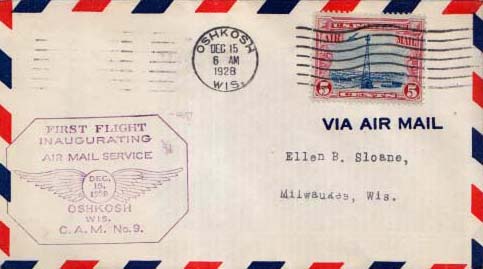 OSHKOSH
DEC 15
6 AM
1928
WIS.
U.S. POSTAGE
AIR MAIL
5 CENTS 5
VIA AIR MAIL
Ellen B. Sloane,
Milwaukee, Wis.
FIRST FLIGHT
INAUGURATING
AIR MAIL SERVICE
DEC.
15,
1928
OSHKOSH
WIS.
C. A. M. No. 9.